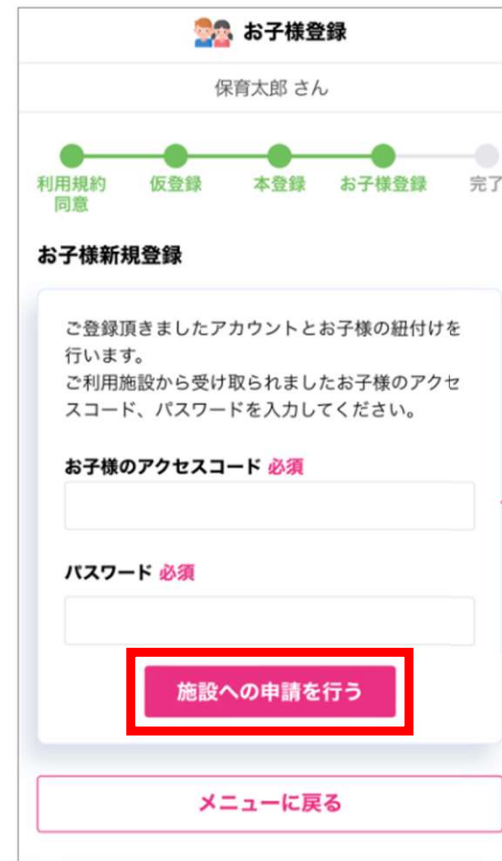 お子様登録
保育太郎 さん
利用規約
同意
仮登録
本登録
お子様登録
完了
お子様新規登録
ご登録頂きましたアカウントとお子様の紐付けを
行います。
ご利用施設から受け取られましたお子様のアクセ
スコード、パスワードを入力してください。
お子様のアクセスコード 必須
パスワード 必須
施設への申請を行う
メニューに戻る